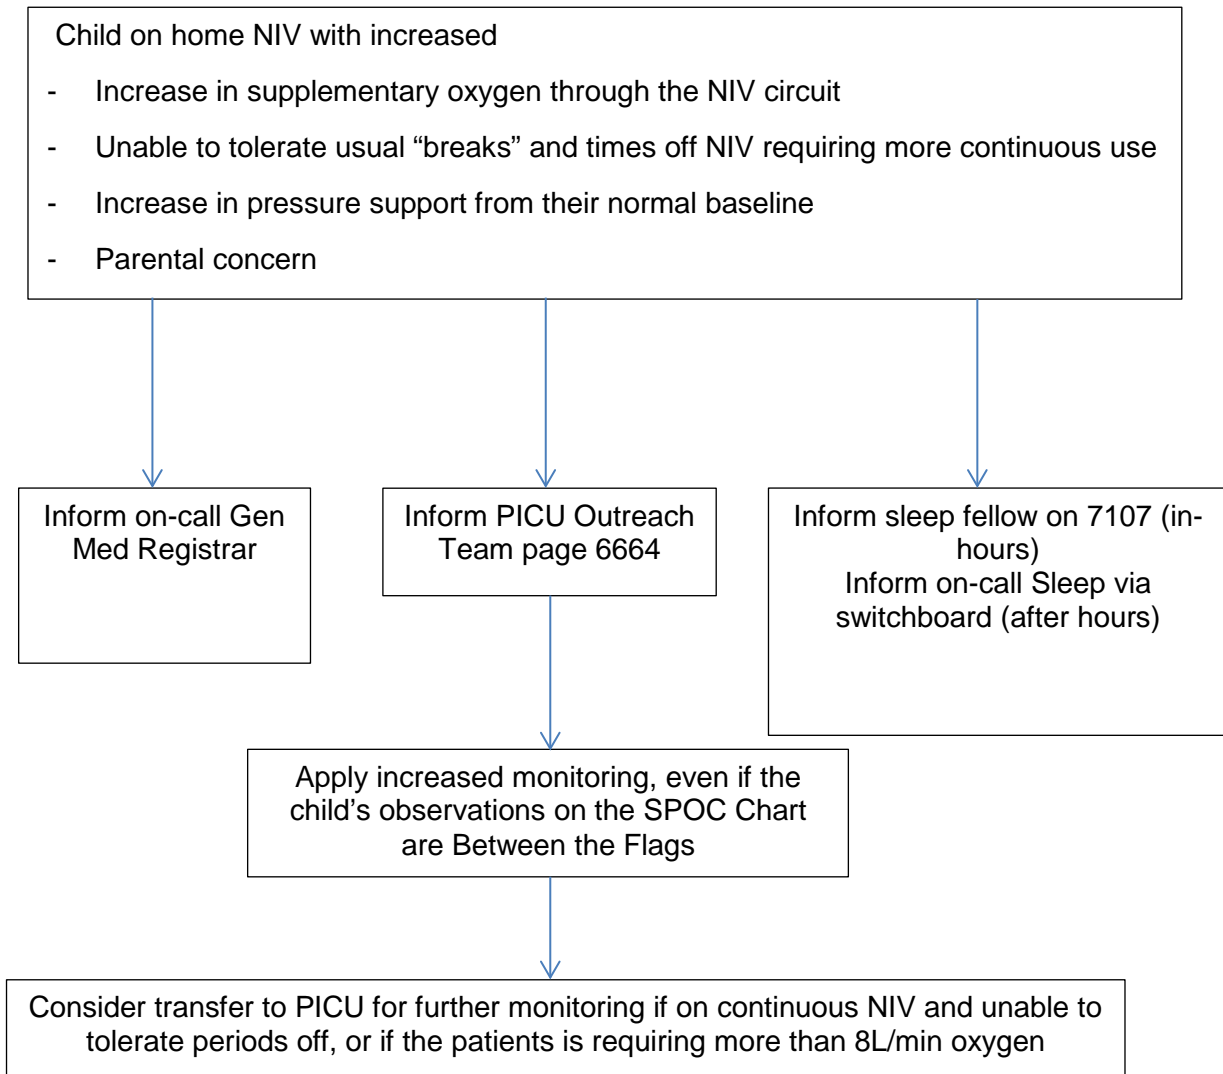 Child on home NIV with increased
- Increase in supplementary oxygen through the NIV circuit
- Unable to tolerate usual “breaks” and times off NIV requiring more continuous use
- Increase in pressure support from their normal baseline
- Parental concern
Inform on-call Gen
Med Registrar
Inform PICU Outreach
Team page 6664
Inform sleep fellow on 7107 (in-
hours)
Inform on-call Sleep via
switchboard (after hours)
Apply increased monitoring, even if the
child’s observations on the SPOC Chart
are Between the Flags
Consider transfer to PICU for further monitoring if on continuous NIV and unable to
tolerate periods off, or if the patients is requiring more than 8L/min oxygen